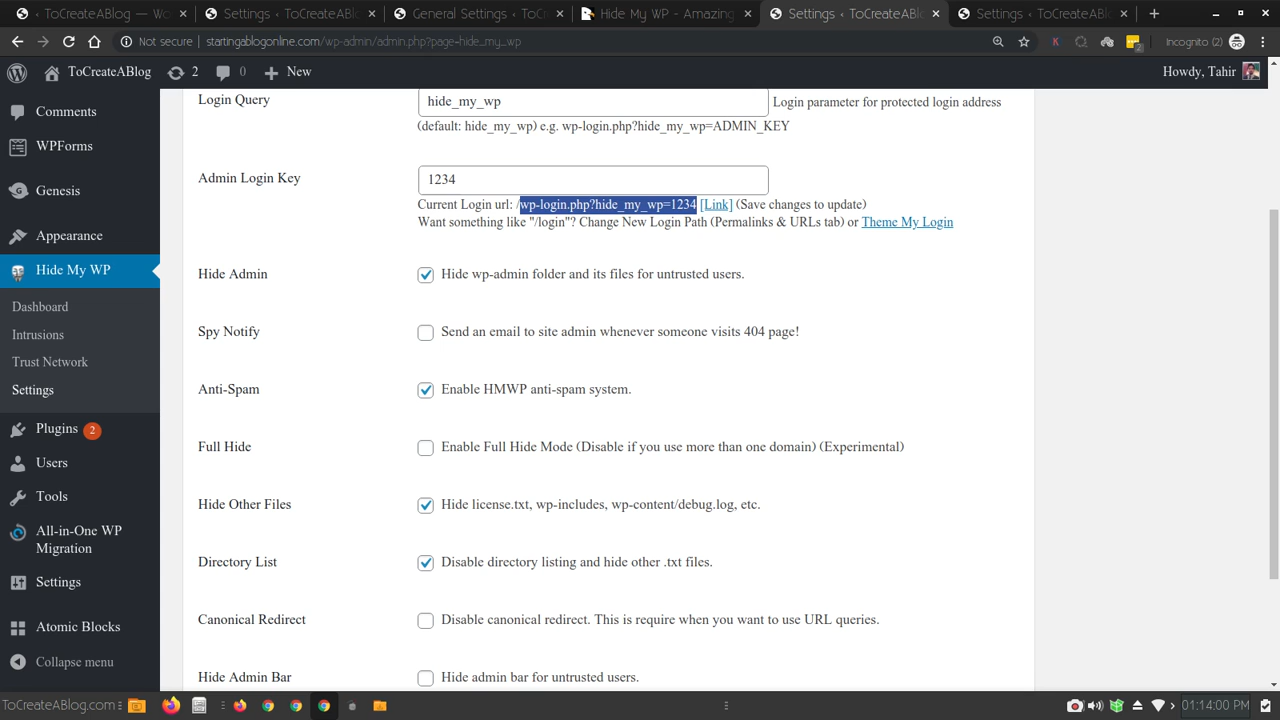 ToCreateABlog — Wo
Settings ‹ ToCreateABlo
General Settings ‹ ToC
Hide My WP - Amazing
Settings ‹ ToCreateABlo
Settings ‹ ToCreateABlo
Not secure | startingablogonline.com/wp-admin/admin.php?page=hide_my_wp
2
Incognito (2)
ToCreateABlog
2
0
New
Howdy, Tahir
Comments
WPForms
Genesis
Appearance
Hide My WP
Dashboard
Intrusions
Trust Network
Settings
Plugins 2
Users
Tools
All-in-One WP
Migration
Settings
Atomic Blocks
Collapse menu
Login Query
hide_my_wp
Login parameter for protected login address
(default: hide_my_wp) e.g. wp-login.php?hide_my_wp=ADMIN_KEY
Admin Login Key
1234
Current Login url: /wp-login.php?hide_my_wp=1234 [Link] (Save changes to update)
Want something like "/login"? Change New Login Path (Permalinks & URLs tab) or Theme My Login
Hide Admin
Hide wp-admin folder and its files for untrusted users.
Spy Notify
Send an email to site admin whenever someone visits 404 page!
Anti-Spam
Enable HMWP anti-spam system.
Full Hide
Enable Full Hide Mode (Disable if you use more than one domain) (Experimental)
Hide Other Files
Hide license.txt, wp-includes, wp-content/debug.log, etc.
Directory List
Disable directory listing and hide other .txt files.
Canonical Redirect
Disable canonical redirect. This is require when you want to use URL queries.
Hide Admin Bar
Hide admin bar for untrusted users.
ToCreateABlog.com
01:14:00 PM